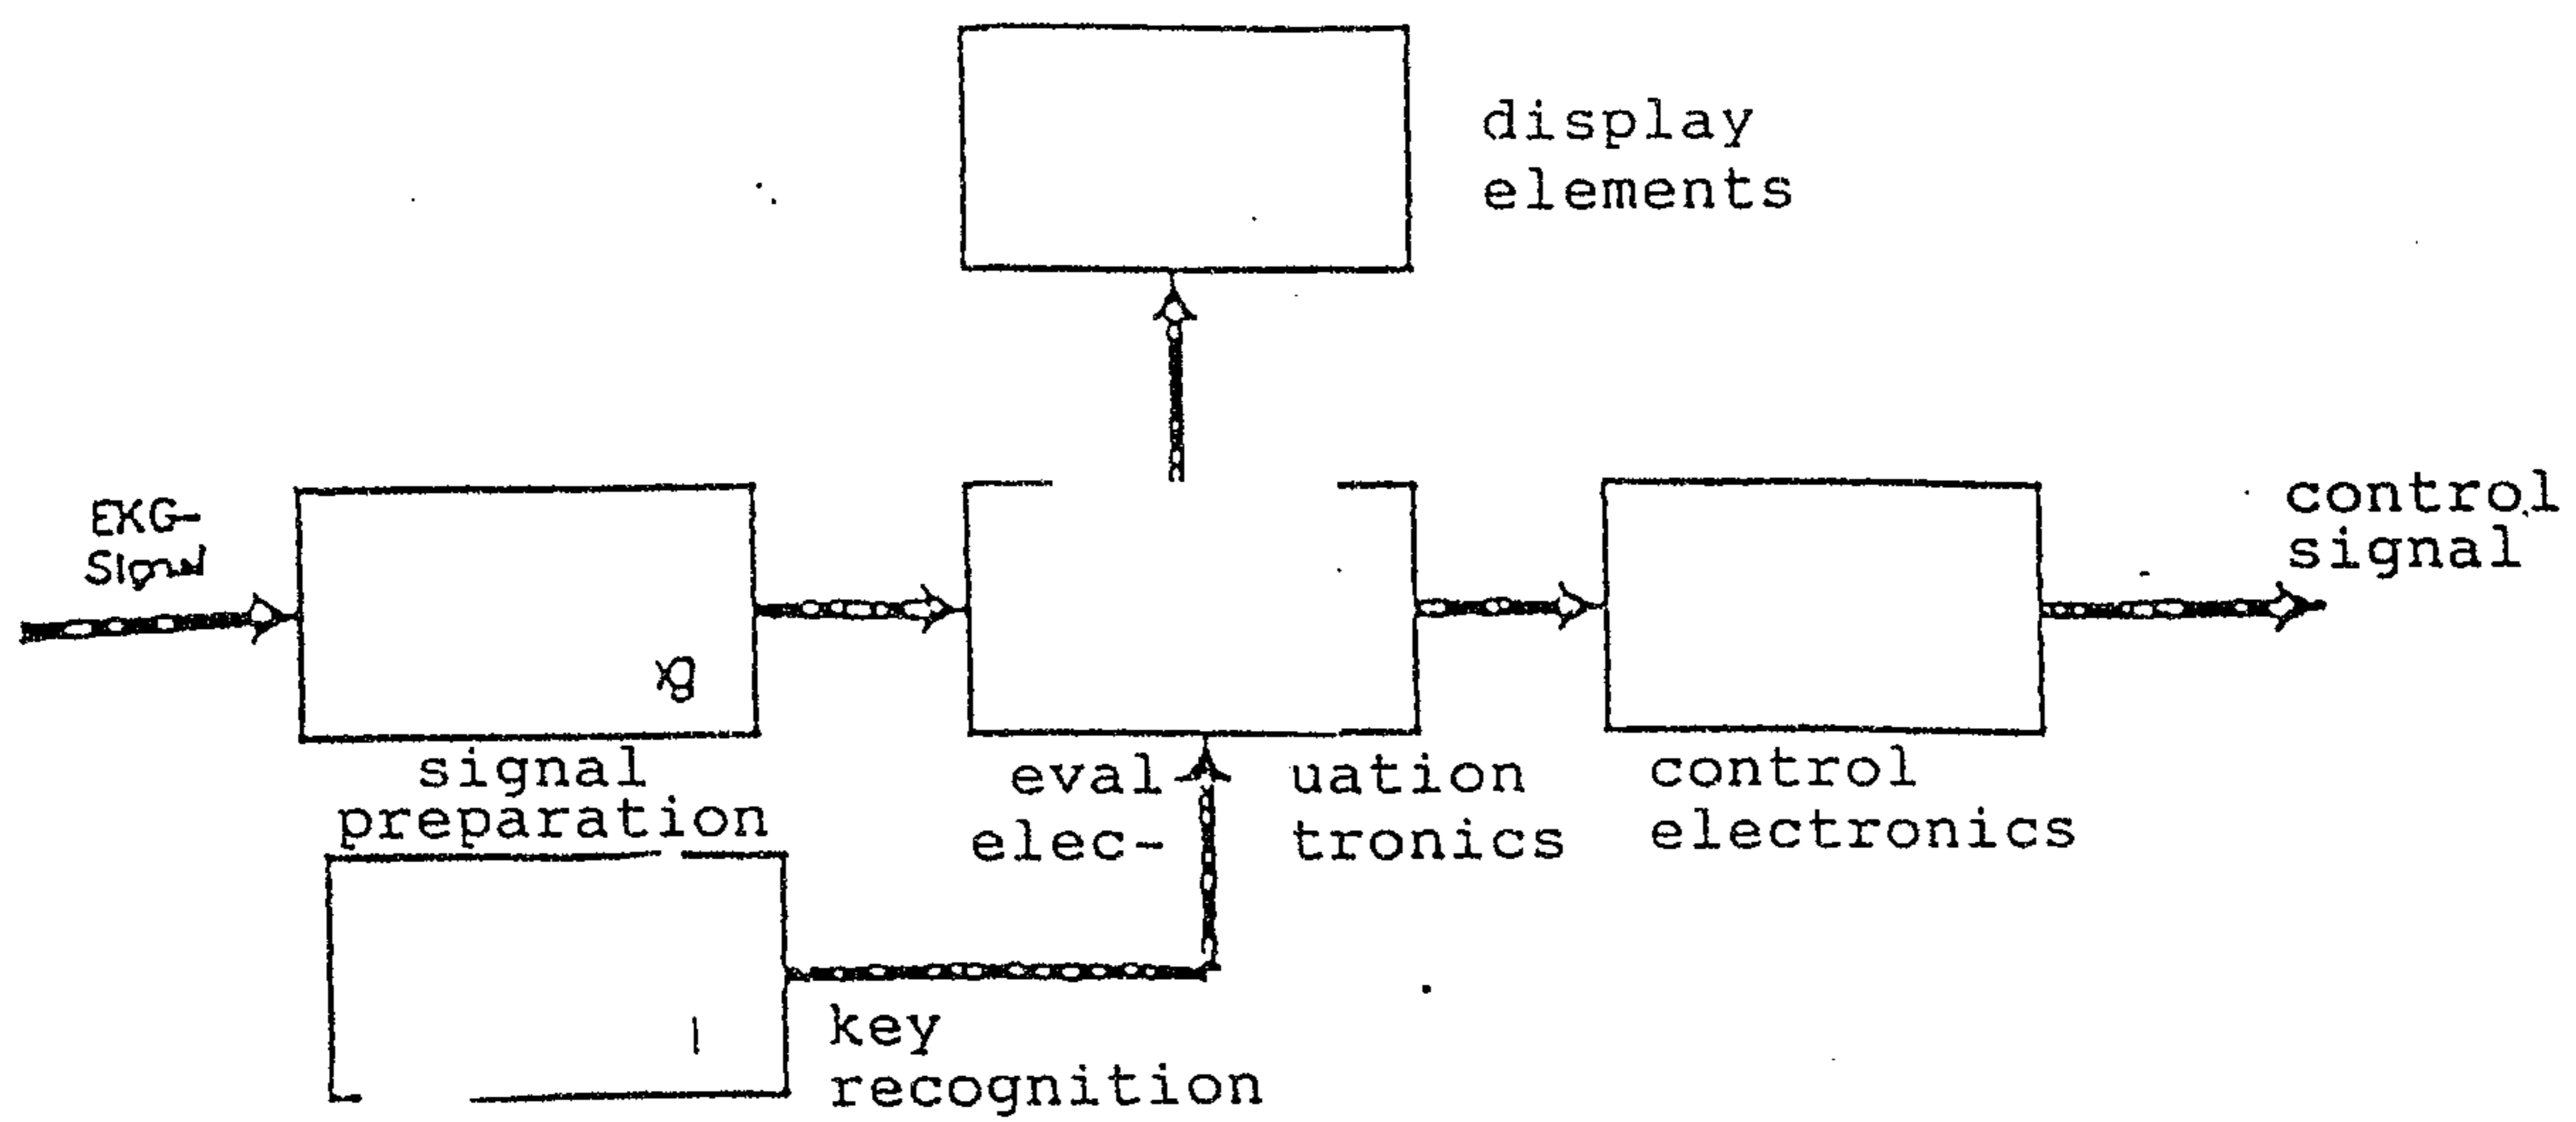 display
elements
EKG-
Signal
control
signal
signal
preparation
eval uation
elec- tronics
control
electronics
key
recognition